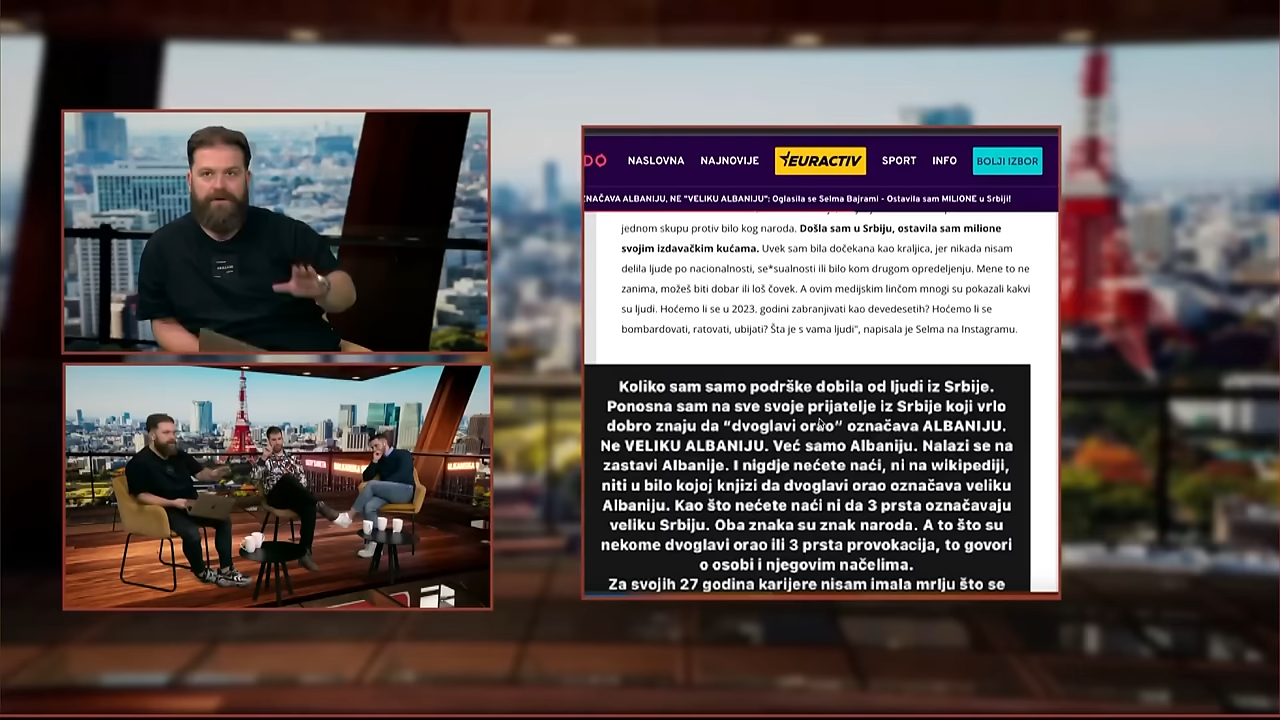 DO NASLOVNA NAJNOVIJE EURACTIV SPORT INFO BOLJI IZBOR
NAČAVA ALBANIJU, NE "VELIKU ALBANIJU": Oglasila se Selma Bajrami - Ostavila sam MILIONE u Srbiji!
jednom skupu protiv bilo kog naroda. Došla sam u Srbiju, ostavila sam milione
svojim izdavačkim kućama. Uvek sam bila dočekana kao kraljica, jer nikada nisam
delila ljude po nacionalnosti, se*sualnosti ili bilo kom drugom opredeljenju. Mene to ne
zanima, možeš biti dobar ili loš čovek. A ovim medijskim linčom mnogi su pokazali kakvi
su ljudi. Hoćemo li se u 2023. godini zabranjivati kao devedesetih? Hoćemo li se
bombardovati, ratovati, ubijati? Šta je s vama ljudi", napisala je Selma na Instagramu.
Koliko sam samo podrške dobila od ljudi iz Srbije.
Ponosna sam na sve svoje prijatelje iz Srbije koji vrlo
dobro znaju da “dvoglavi orao“ označava ALBANIJU.
Ne VELIKU ALBANIJU. Već samo Albaniju. Nalazi se na
zastavi Albanije. I nigdje nećete naći, ni na wikipediji,
niti u bilo kojoj knjizi da dvoglavi orao označava veliku
Albaniju. Kao što nećete naći ni da 3 prsta označavaju
veliku Srbiju. Oba znaka su znak naroda. A to što su
nekome dvoglavi orao ili 3 prsta provokacija, to govori
o osobi i njegovim načelima.
Za svojih 27 godina karijere nisam imala mrlju što se